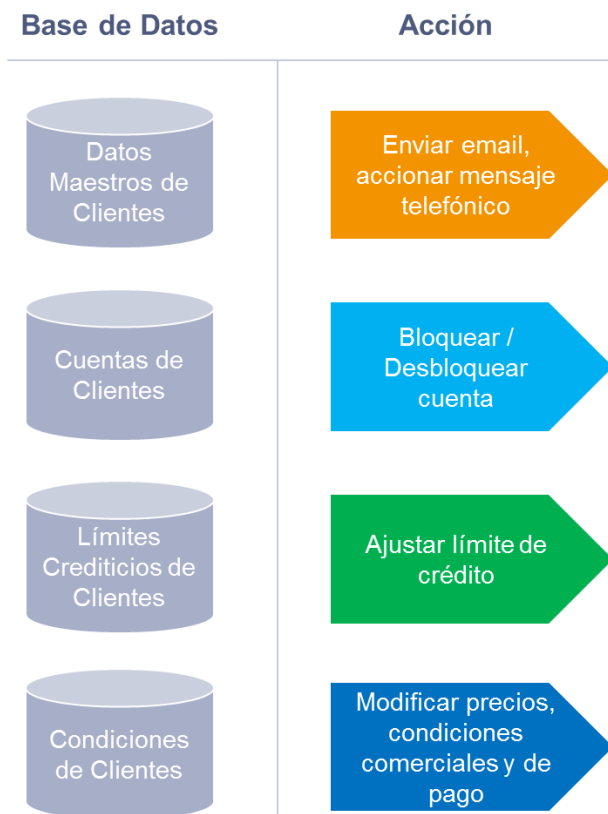 Base de Datos
Acción
Datos
Maestros de
Clientes
Enviar email,
accionar mensaje
telefónico
Cuentas de
Clientes
Bloquear /
Desbloquear
cuenta
Límites
Crediticios de
Clientes
Ajustar límite de
crédito
Condiciones
de Clientes
Modificar precios,
condiciones
comerciales y de
pago